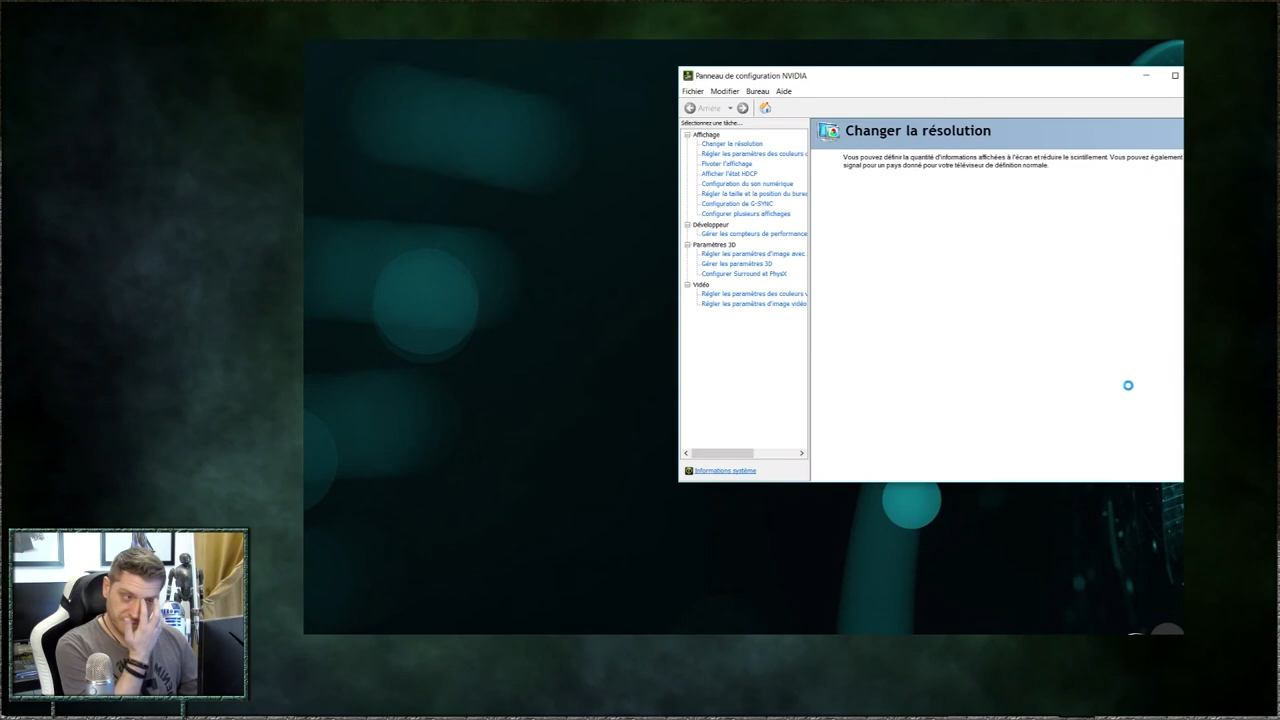 Panneau de configuration NVIDIA
Fichier Modifier Bureau Aide
Arrière
Sélectionnez une tâche...
Affichage
Changer la résolution
Régler les paramètres des couleurs c
Pivoter l'affichage
Afficher l'état HDCP
Configuration du son numérique
Régler la taille et la position du burea
Configuration de G-SYNC
Configurer plusieurs affichages
Développeur
Gérer les compteurs de performance
Paramètres 3D
Régler les paramètres d'image avec
Gérer les paramètres 3D
Configurer Surround et PhysX
Vidéo
Régler les paramètres des couleurs v
Régler les paramètres d'image vidéo
Informations système
Changer la résolution
Vous pouvez définir la quantité d'informations affichées à l'écran et réduire le scintillement. Vous pouvez également
signal pour un pays donné pour votre téléviseur de définition normale.